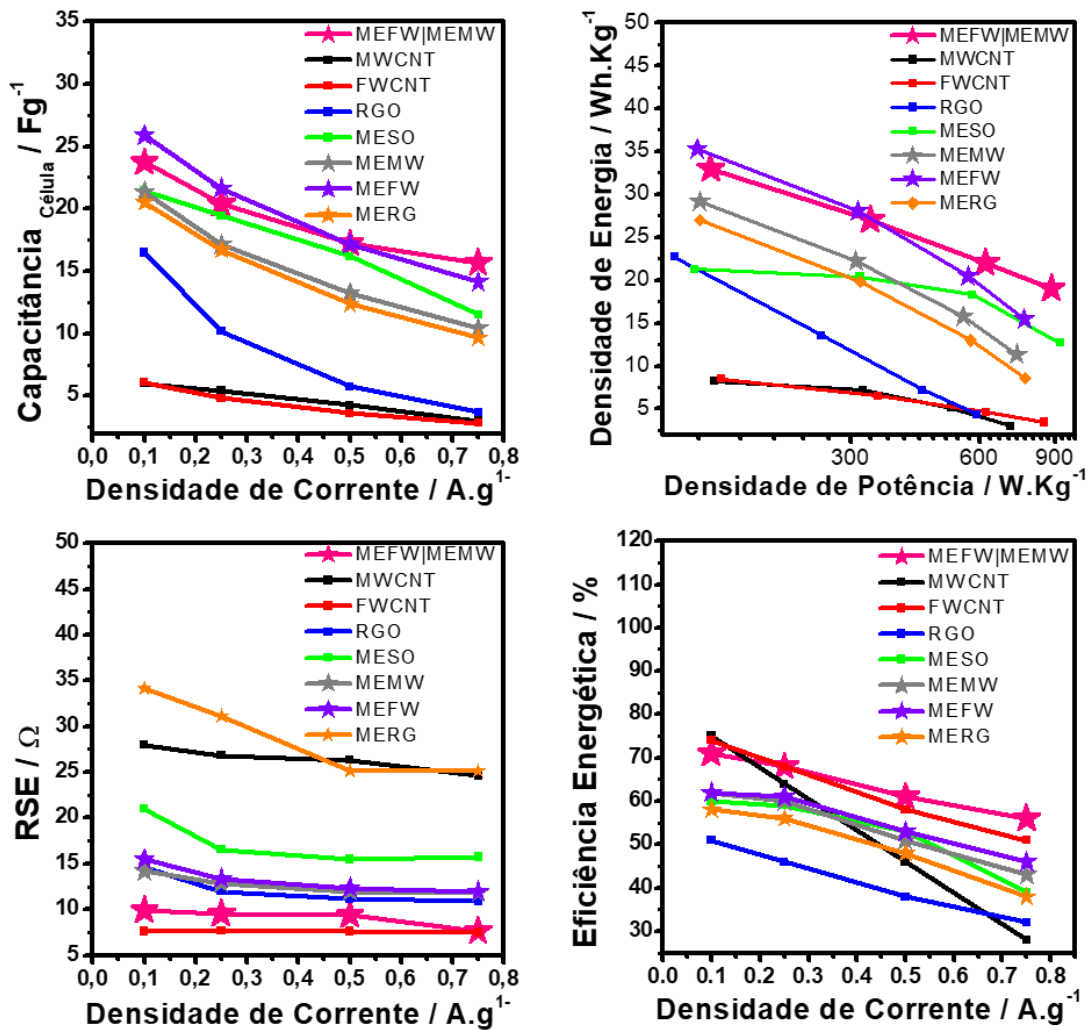 Capacitância Célula / Fg-1
35
30
25
20
15
10
5
0,0 0,1 0,2 0,3 0,4 0,5 0,6 0,7 0,8
Densidade de Corrente / A.g1-
MEFW|MEMW
MWCNT
FWCNT
RGO
MESO
MEMW
MEFW
MERG
Densidade de Energia / Wh.Kg-1
50
45
40
35
30
25
20
15
10
5
300 600 900
Densidade de Potência / W.Kg-1
MEFW|MEMW
MWCNT
FWCNT
RGO
MESO
MEMW
MEFW
MERG
RSE / Ω
50
45
40
35
30
25
20
15
10
5
0,0 0,1 0,2 0,3 0,4 0,5 0,6 0,7 0,8
Densidade de Corrente / A.g1-
MEFW|MEMW
MWCNT
FWCNT
RGO
MESO
MEMW
MEFW
MERG
Eficiência Energética / %
120
110
100
90
80
70
60
50
40
30
0.0 0.1 0.2 0.3 0.4 0.5 0.6 0.7 0.8
Densidade de Corrente / A.g-1
MEFW|MEMW
MWCNT
FWCNT
RGO
MESO
MEMW
MEFW
MERG